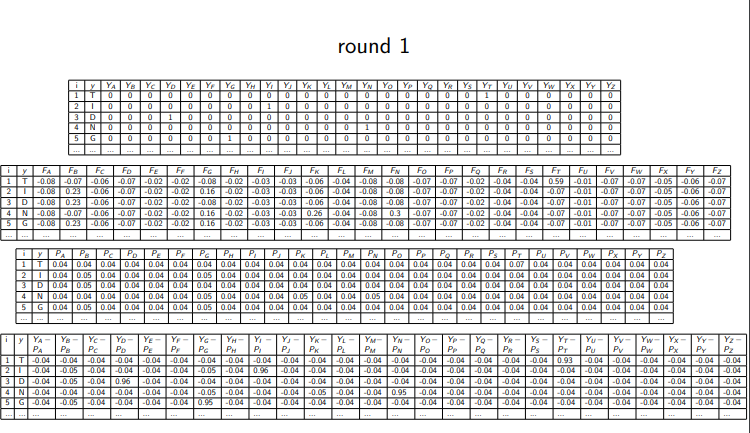 round 1
i y Y_A Y_B Y_C Y_D Y_E Y_F Y_G Y_H Y_I Y_J Y_K Y_L Y_M Y_N Y_O Y_P Y_Q Y_R Y_S Y_T Y_U Y_V Y_W Y_X Y_Y Y_Z
1 T 0 0 0 0 0 0 0 0 0 0 0 0 0 0 0 0 0 0 0 1 0 0 0 0 0 0
2 I 0 0 0 0 0 0 0 0 1 0 0 0 0 0 0 0 0 0 0 0 0 0 0 0 0 0
3 D 0 0 0 1 0 0 0 0 0 0 0 0 0 0 0 0 0 0 0 0 0 0 0 0 0 0
4 N 0 0 0 0 0 0 0 0 0 0 0 0 0 1 0 0 0 0 0 0 0 0 0 0 0 0
5 G 0 0 0 0 0 0 1 0 0 0 0 0 0 0 0 0 0 0 0 0 0 0 0 0 0 0
... ... ... ... ... ... ... ... ... ... ... ... ... ... ... ... ... ... ... ... ... ... ... ... ... ... ... ...
i y F_A F_B F_C F_D F_E F_F F_G F_H F_I F_J F_K F_L F_M F_N F_O F_P F_Q F_R F_S F_T F_U F_V F_W F_X F_Y F_Z
1 T -0.08 -0.07 -0.06 -0.07 -0.02 -0.02 -0.08 -0.02 -0.03 -0.03 -0.06 -0.04 -0.08 -0.08 -0.07 -0.07 -0.02 -0.04 -0.04 0.59 -0.01 -0.07 -0.07 -0.05 -0.06 -0.07
2 I -0.08 0.23 -0.06 -0.07 -0.02 -0.02 0.16 -0.02 -0.03 -0.03 -0.06 -0.04 -0.08 -0.08 -0.07 -0.07 -0.02 -0.04 -0.04 -0.07 -0.01 -0.07 -0.07 -0.05 -0.06 -0.07
3 D -0.08 0.23 -0.06 -0.07 -0.02 -0.02 -0.08 -0.02 -0.03 -0.03 -0.06 -0.04 -0.08 -0.08 -0.07 -0.07 -0.02 -0.04 -0.04 -0.07 -0.01 -0.07 -0.07 -0.05 -0.06 -0.07
4 N -0.08 -0.07 -0.06 -0.07 -0.02 -0.02 0.16 -0.02 -0.03 -0.03 0.26 -0.04 -0.08 0.3 -0.07 -0.07 -0.02 -0.04 -0.04 -0.07 -0.01 -0.07 -0.07 -0.05 -0.06 -0.07
5 G -0.08 0.23 -0.06 -0.07 -0.02 -0.02 0.16 -0.02 -0.03 -0.03 -0.06 -0.04 -0.08 -0.08 -0.07 -0.07 -0.02 -0.04 -0.04 -0.07 -0.01 -0.07 -0.07 -0.05 -0.06 -0.07
... ... ... ... ... ... ... ... ... ... ... ... ... ... ... ... ... ... ... ... ... ... ... ... ... ... ... ...
i y P_A P_B P_C P_D P_E P_F P_G P_H P_I P_J P_K P_L P_M P_N P_O P_P P_Q P_R P_S P_T P_U P_V P_W P_X P_Y P_Z
1 T 0.04 0.04 0.04 0.04 0.04 0.04 0.04 0.04 0.04 0.04 0.04 0.04 0.04 0.04 0.04 0.04 0.04 0.04 0.04 0.07 0.04 0.04 0.04 0.04 0.04 0.04
2 I 0.04 0.05 0.04 0.04 0.04 0.04 0.05 0.04 0.04 0.04 0.04 0.04 0.04 0.04 0.04 0.04 0.04 0.04 0.04 0.04 0.04 0.04 0.04 0.04 0.04 0.04
3 D 0.04 0.05 0.04 0.04 0.04 0.04 0.04 0.04 0.04 0.04 0.04 0.04 0.04 0.04 0.04 0.04 0.04 0.04 0.04 0.04 0.04 0.04 0.04 0.04 0.04 0.04
4 N 0.04 0.04 0.04 0.04 0.04 0.04 0.05 0.04 0.04 0.04 0.05 0.04 0.04 0.05 0.04 0.04 0.04 0.04 0.04 0.04 0.04 0.04 0.04 0.04 0.04 0.04
5 G 0.04 0.05 0.04 0.04 0.04 0.04 0.05 0.04 0.04 0.04 0.04 0.04 0.04 0.04 0.04 0.04 0.04 0.04 0.04 0.04 0.04 0.04 0.04 0.04 0.04 0.04
... ... ... ... ... ... ... ... ... ... ... ... ... ... ... ... ... ... ... ... ... ... ... ... ... ... ... ...
i y Y_A − Y_B − Y_C − Y_D − Y_E − Y_F − Y_G − Y_H − Y_I − Y_J − Y_K − Y_L − Y_M − Y_N − Y_O − Y_P − Y_Q − Y_R − Y_S − Y_T − Y_U − Y_V − Y_W − Y_X − Y_Y − Y_Z −
P_A P_B P_C P_D P_E P_F P_G P_H P_I P_J P_K P_L P_M P_N P_O P_P P_Q P_R P_S P_T P_U P_V P_W P_X P_Y P_Z
1 T -0.04 -0.04 -0.04 -0.04 -0.04 -0.04 -0.04 -0.04 -0.04 -0.04 -0.04 -0.04 -0.04 -0.04 -0.04 -0.04 -0.04 -0.04 -0.04 0.93 -0.04 -0.04 -0.04 -0.04 -0.04 -0.04
2 I -0.04 -0.05 -0.04 -0.04 -0.04 -0.04 -0.05 -0.04 0.96 -0.04 -0.04 -0.04 -0.04 -0.04 -0.04 -0.04 -0.04 -0.04 -0.04 -0.04 -0.04 -0.04 -0.04 -0.04 -0.04 -0.04
3 D -0.04 -0.05 -0.04 0.96 -0.04 -0.04 -0.04 -0.04 -0.04 -0.04 -0.04 -0.04 -0.04 -0.04 -0.04 -0.04 -0.04 -0.04 -0.04 -0.04 -0.04 -0.04 -0.04 -0.04 -0.04 -0.04
4 N -0.04 -0.04 -0.04 -0.04 -0.04 -0.04 -0.05 -0.04 -0.04 -0.04 -0.05 -0.04 -0.04 0.95 -0.04 -0.04 -0.04 -0.04 -0.04 -0.04 -0.04 -0.04 -0.04 -0.04 -0.04 -0.04
5 G -0.04 -0.05 -0.04 -0.04 -0.04 -0.04 0.95 -0.04 -0.04 -0.04 -0.04 -0.04 -0.04 -0.04 -0.04 -0.04 -0.04 -0.04 -0.04 -0.04 -0.04 -0.04 -0.04 -0.04 -0.04 -0.04
... ... ... ... ... ... ... ... ... ... ... ... ... ... ... ... ... ... ... ... ... ... ... ... ... ... ... ...